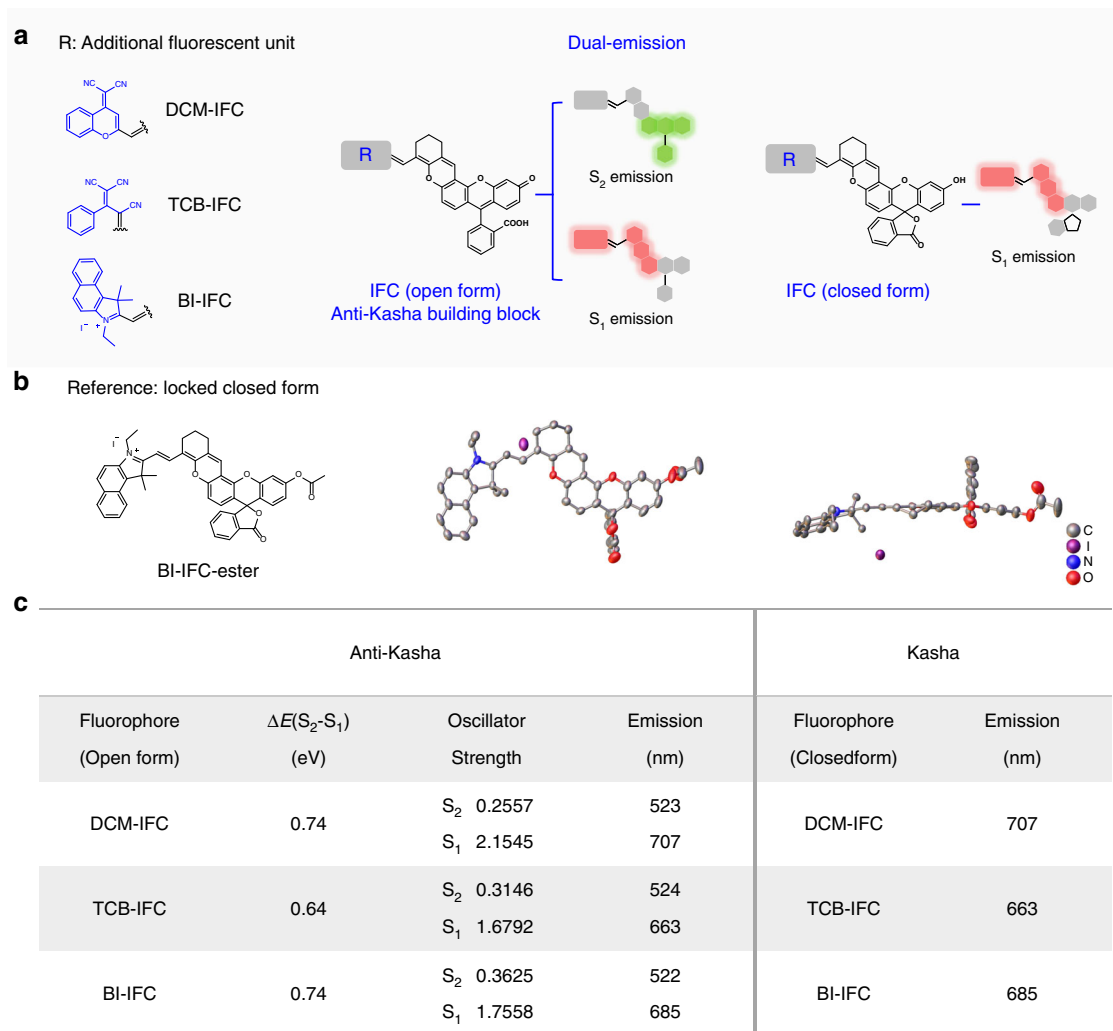 a
R: Additional fluorescent unit
Dual-emission
NC CN
O
DCM-IFC
NC CN
CN
TCB-IFC
N
+
I-
BI-IFC
R
O
O
O
COOH
IFC (open form)
Anti-Kasha building block
S2 emission
S1 emission
R
O
O
OH
O
O
IFC (closed form)
S1 emission
b
Reference: locked closed form
I-
N
+
O
O
O
O
O
O
BI-IFC-ester
C
I
N
O
c
Anti-Kasha
Kasha
Fluorophore
(Open form)
ΔE(S2-S1)
(eV)
Oscillator
Strength
Emission
(nm)
Fluorophore
(Closedform)
Emission
(nm)
DCM-IFC
0.74
S2 0.2557
S1 2.1545
523
707
DCM-IFC
707
TCB-IFC
0.64
S2 0.3146
S1 1.6792
524
663
TCB-IFC
663
BI-IFC
0.74
S2 0.3625
S1 1.7558
522
685
BI-IFC
685